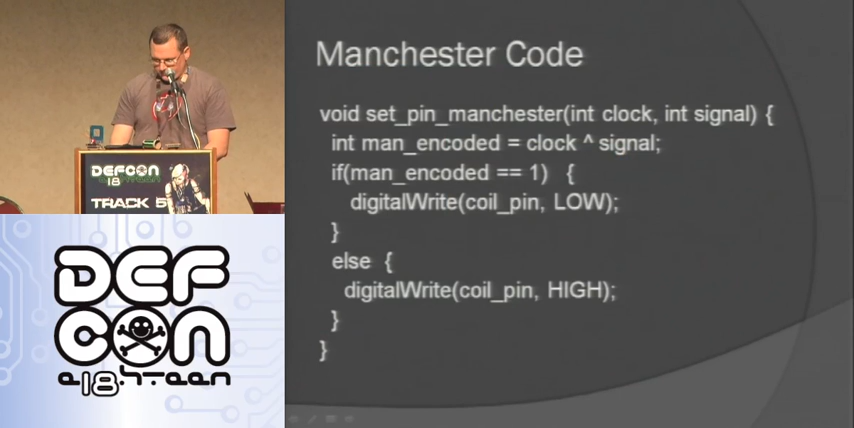 DEFCON
18
TRACK 5
DEF
CON
e18hteen
Manchester Code
void set_pin_manchester(int clock, int signal) {
int man_encoded = clock ^ signal;
if(man_encoded == 1) {
digitalWrite(coil_pin, LOW);
}
else {
digitalWrite(coil_pin, HIGH);
}
}